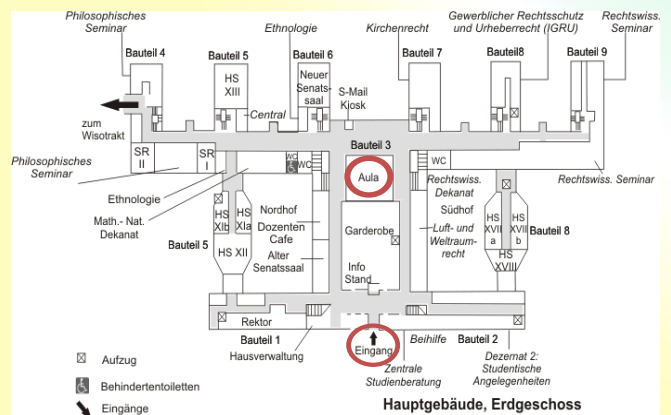 Philosophisches
Seminar
Ethnologie
Kirchenrecht
Gewerblicher Rechtsschutz
und Urheberrecht (IGRU)
Rechtswiss.
Seminar
Bauteil 4
Bauteil 5
Bauteil 6
Bauteil 7
Bauteil8
Bauteil 9
HS
XIII
Neuer
Senats-
saal
S-Mail
Kiosk
Central
zum
Wisotrakt
Bauteil 3
SR
II
SR
I
WC
WC
WC
Aula
Philosophisches
Seminar
Rechtswiss.
Dekanat
Rechtswiss. Seminar
Ethnologie
Math.- Nat.
Dekanat
HS
XIb
HS
XIa
Nordhof
Dozenten
Cafe
Alter
Senatssaal
Garderobe
Südhof
Luft- und
Weltraum-
recht
HS
XVII
a
HS
XVII
b
Bauteil 5
HS XII
Bauteil 8
HS
XVIII
Info
Stand
Rektor
Bauteil 1
Hausverwaltung
Eingang
Beihilfe
Bauteil 2
Zentrale
Studienberatung
Dezernat 2:
Studentische
Angelegenheiten
Aufzug
Behindertentoiletten
Eingänge
Hauptgebäude, Erdgeschoss